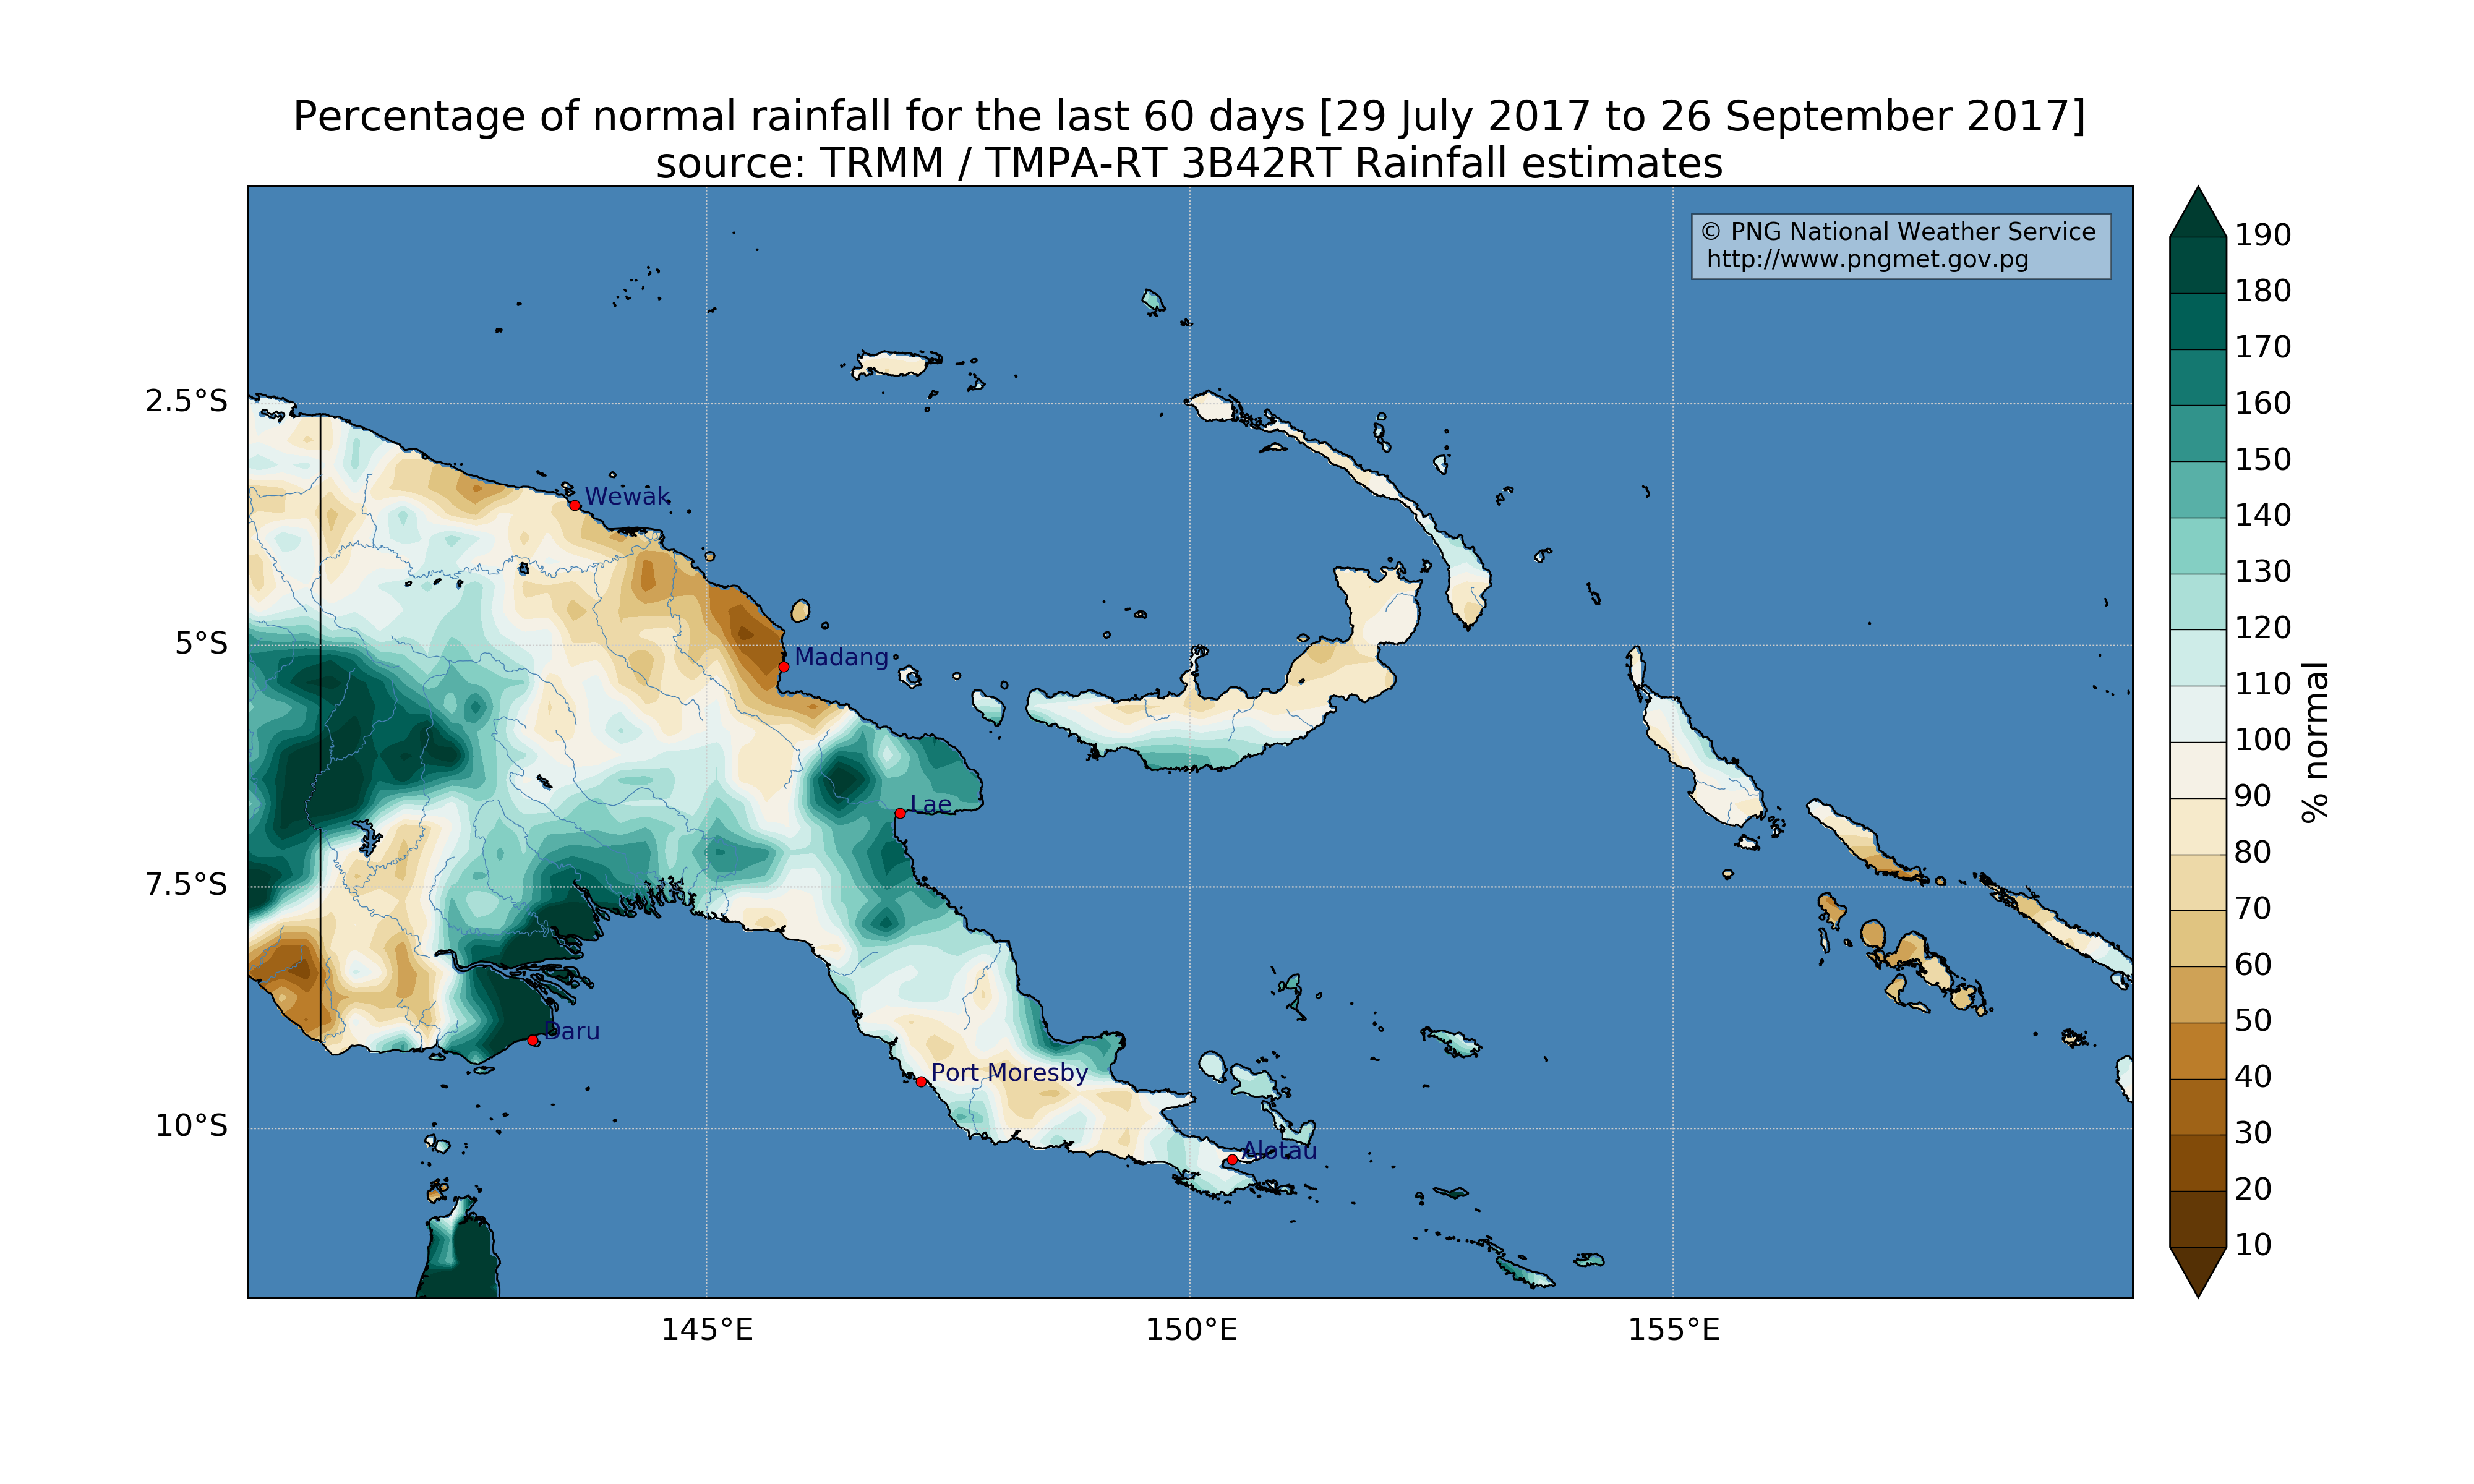 Percentage of normal rainfall for the last 60 days [29 July 2017 to 26 September 2017]
source: TRMM / TMPA-RT 3B42RT Rainfall estimates
© PNG National Weather Service
http://www.pngmet.gov.pg
2.5°S
5°S
7.5°S
10°S
145°E
150°E
155°E
Wewak
Madang
Lae
Daru
Port Moresby
Alotau
190
180
170
160
150
140
130
120
110
100
90
80
70
60
50
40
30
20
10
% normal